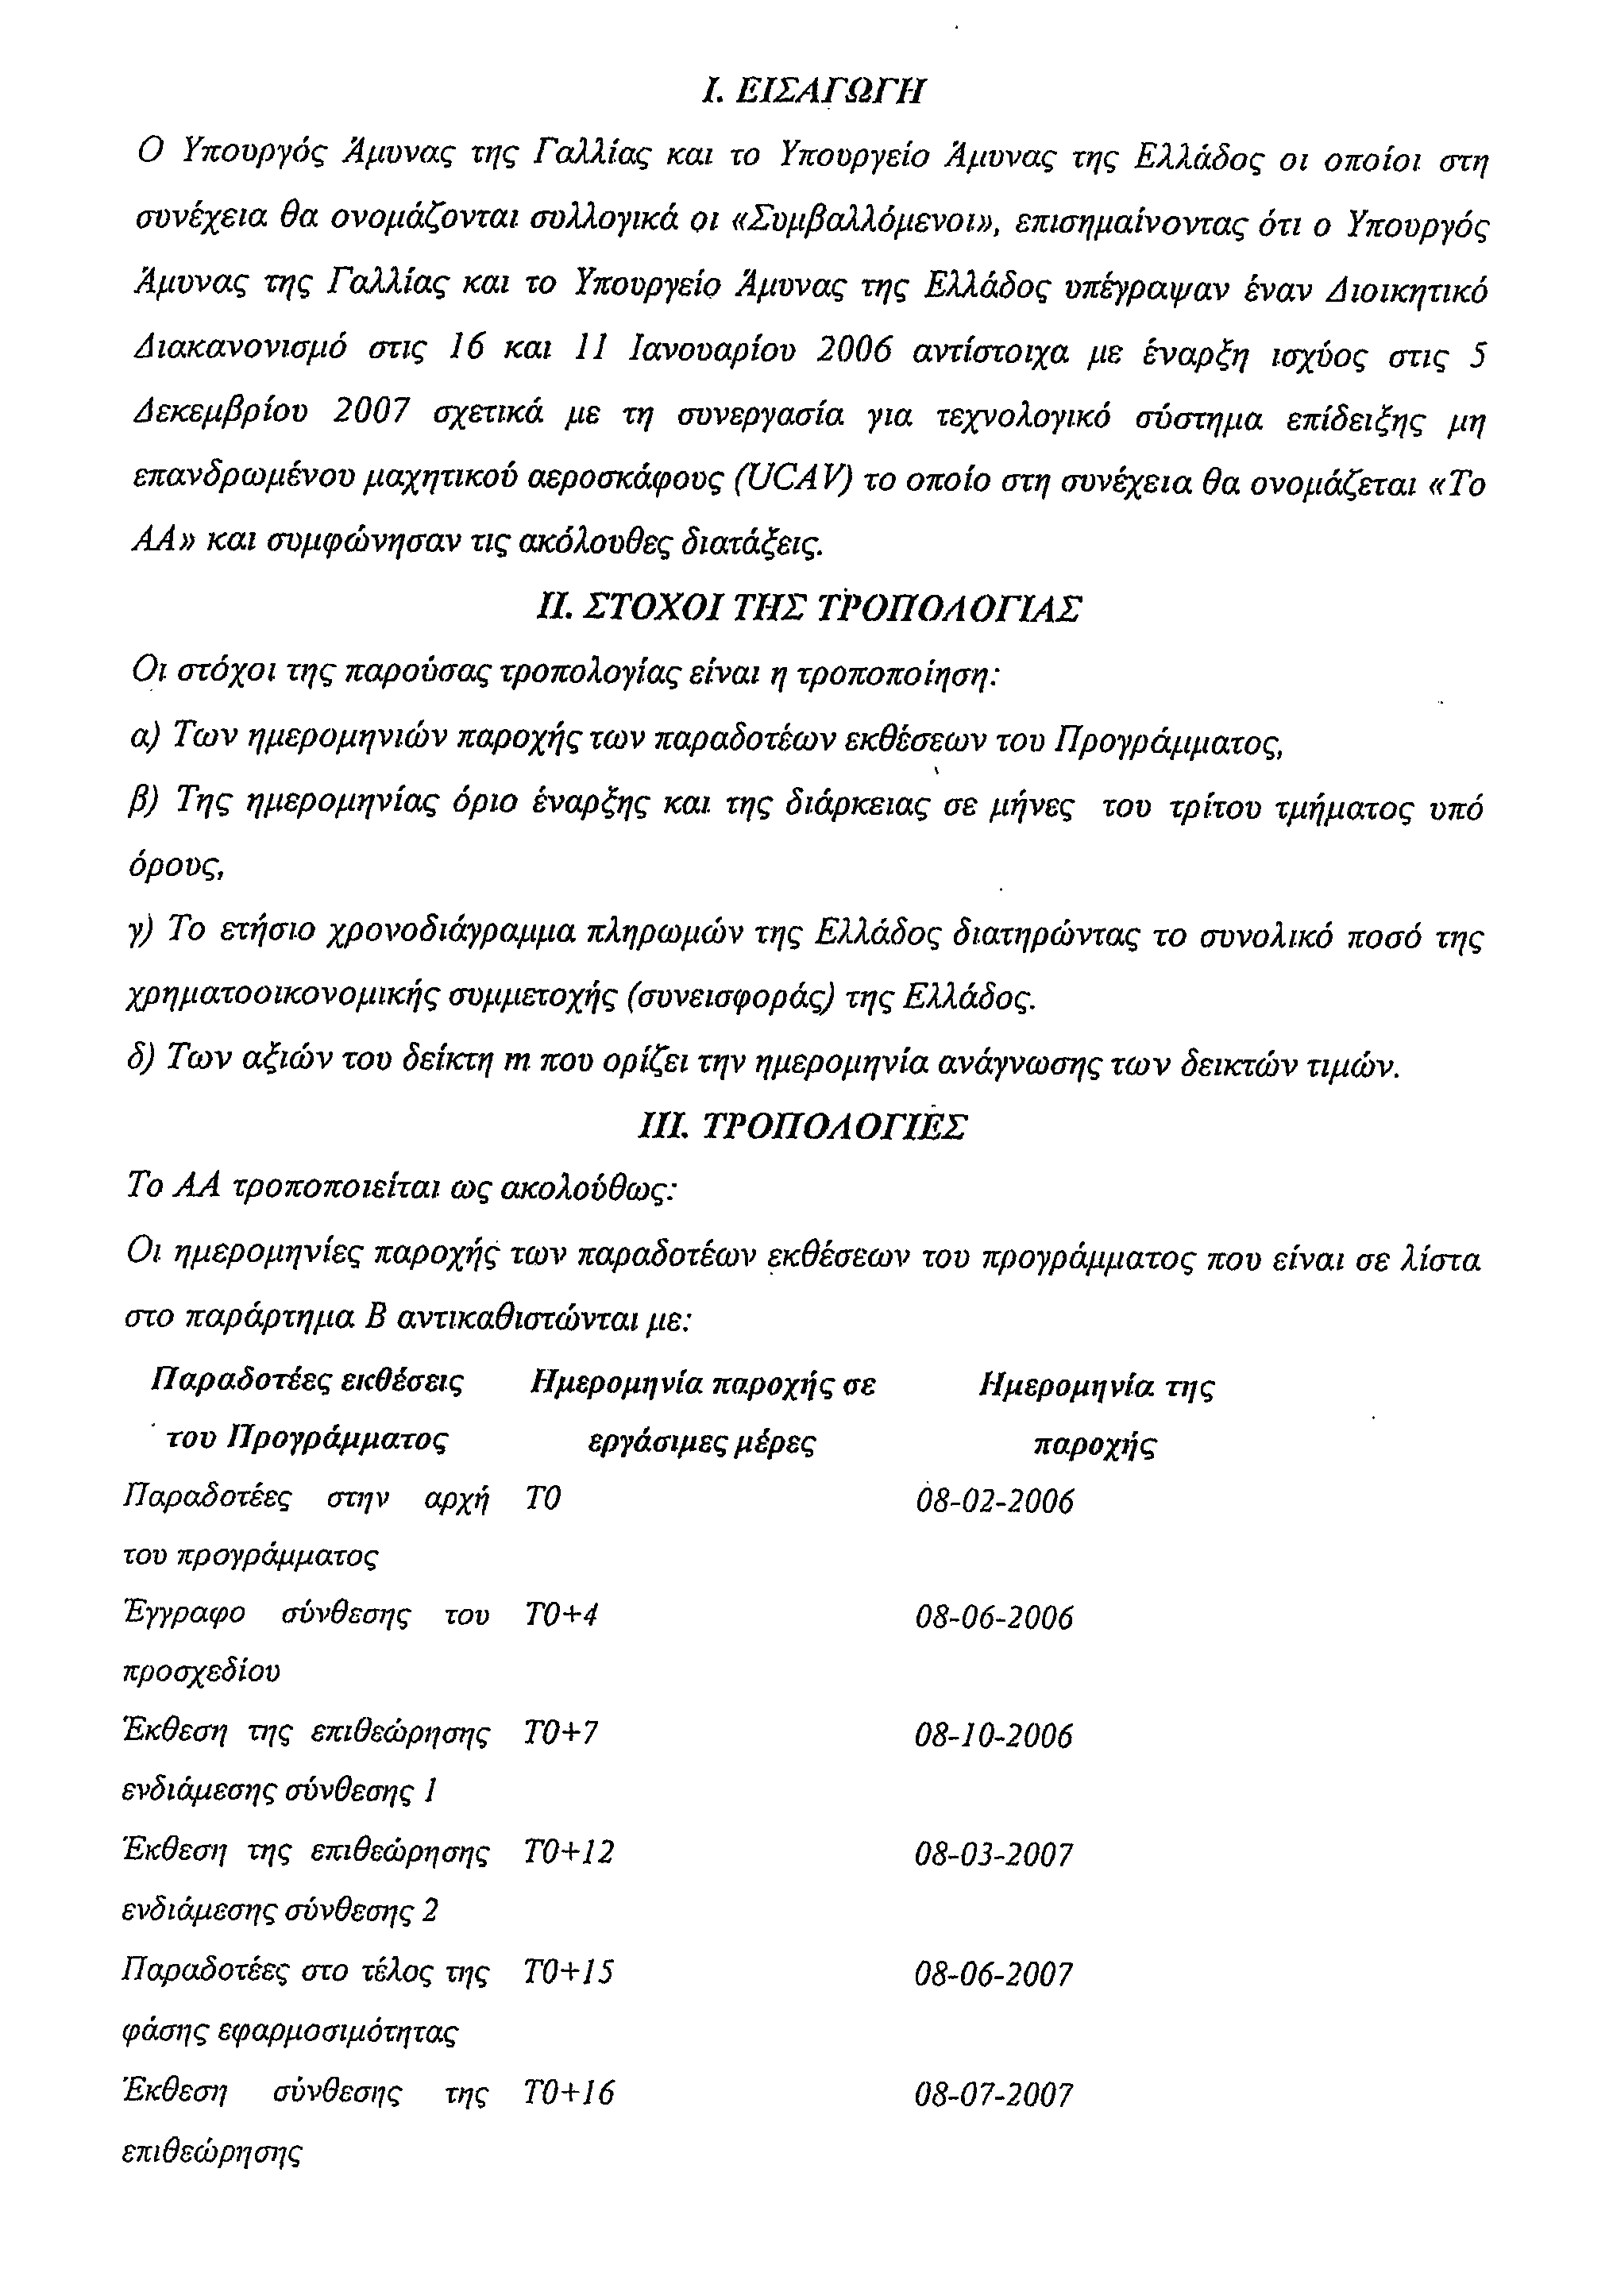 I. ΕΙΣΑΓΩΓΗ
Ο Υπουργός Άμυνας της Γαλλίας και το Υπουργείο Άμυνας της Ελλάδος οι οποίοι στη
συνέχεια θα ονομάζονται συλλογικά οι «Συμβαλλόμενοι», επισημαίνοντας ότι ο Υπουργός
Άμυνας της Γαλλίας και το Υπουργείο Άμυνας της Ελλάδος υπέγραψαν έναν Διοικητικό
Διακανονισμό στις 16 και 11 Ιανουαρίου 2006 αντίστοιχα με έναρξη ισχύος στις 5
Δεκεμβρίου 2007 σχετικά με τη συνεργασία για τεχνολογικό σύστημα επίδειξης μη
επανδρωμένου μαχητικού αεροσκάφους (UCAV) το οποίο στη συνέχεια θα ονομάζεται «Το
ΑΑ» και συμφώνησαν τις ακόλουθες διατάξεις.
II. ΣΤΟΧΟΙ ΤΗΣ ΤΡΟΠΟΛΟΓΙΑΣ
Οι στόχοι της παρούσας τροπολογίας είναι η τροποποίηση:
α) Των ημερομηνιών παροχής των παραδοτέων εκθέσεων του Προγράμματος,
β) Της ημερομηνίας όριο έναρξης και της διάρκειας σε μήνες του τρίτου τμήματος υπό
όρους,
γ) Το ετήσιο χρονοδιάγραμμα πληρωμών της Ελλάδος διατηρώντας το συνολικό ποσό της
χρηματοοικονομικής συμμετοχής (συνεισφοράς) της Ελλάδος.
δ) Των αξιών του δείκτη m που ορίζει την ημερομηνία ανάγνωσης των δεικτών τιμών.
III. ΤΡΟΠΟΛΟΓΙΕΣ
Το ΑΑ τροποποιείται ως ακολούθως:
Οι ημερομηνίες παροχής των παραδοτέων εκθέσεων του προγράμματος που είναι σε λίστα
στο παράρτημα Β αντικαθιστώνται με:
Παραδοτέες εκθέσεις Ημερομηνία παροχής σε Ημερομηνία της
του Προγράμματος εργάσιμες μέρες παροχής
Παραδοτέες στην αρχή Τ0 08-02-2006
του προγράμματος
Έγγραφο σύνθεσης του Τ0+4 08-06-2006
προσχεδίου
Έκθεση της επιθεώρησης Τ0+7 08-10-2006
ενδιάμεσης σύνθεσης 1
Έκθεση της επιθεώρησης Τ0+12 08-03-2007
ενδιάμεσης σύνθεσης 2
Παραδοτέες στο τέλος της Τ0+15 08-06-2007
φάσης εφαρμοσιμότητας
Έκθεση σύνθεσης της Τ0+16 08-07-2007
επιθεώρησης